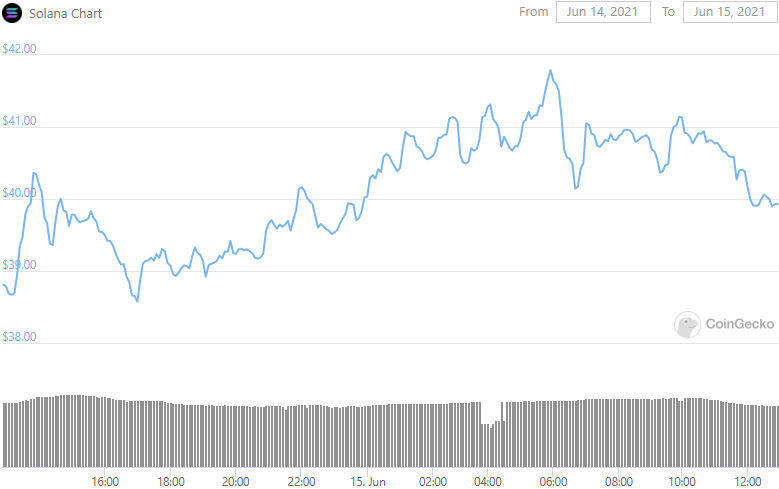 Solana Chart
From Jun 14, 2021 To Jun 15, 2021
$42.00
$41.00
$40.00
$39.00
$38.00
CoinGecko
16:00 18:00 20:00 22:00 15. Jun 02:00 04:00 06:00 08:00 10:00 12:00